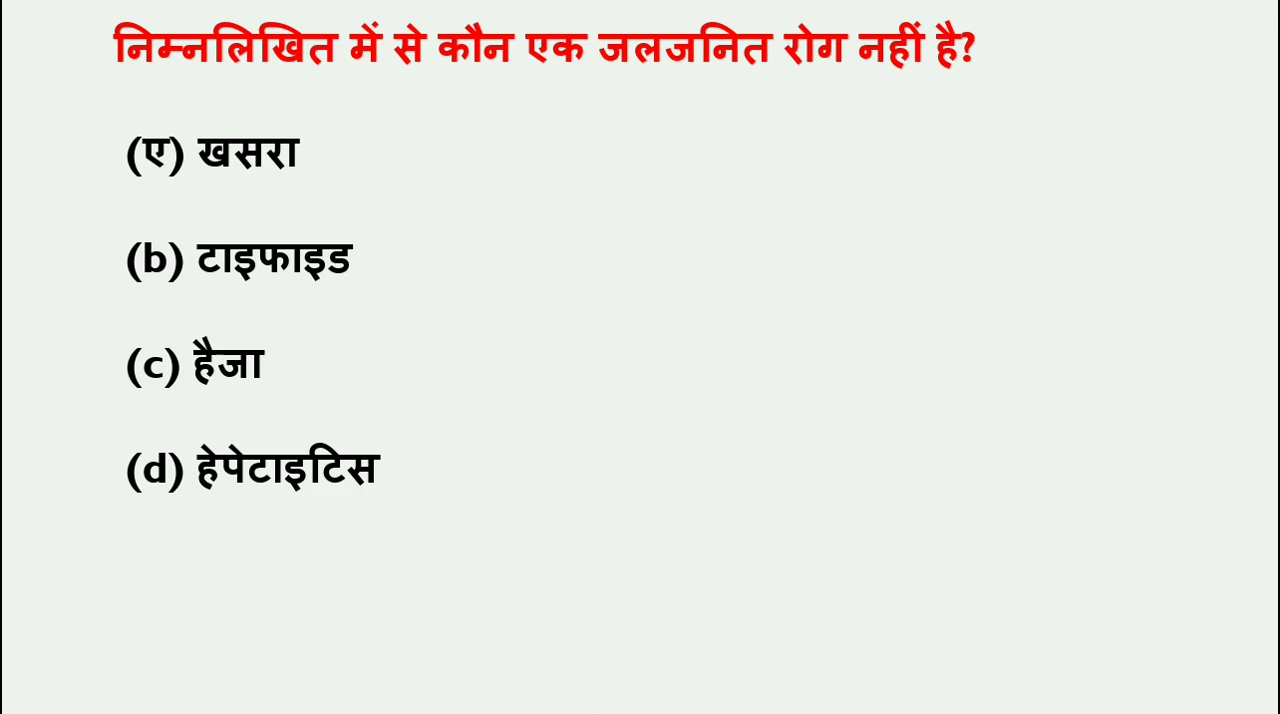 निम्नलिखित में से कौन एक जलजनित रोग नहीं है?
(ए) खसरा
(b) टाइफाइड
(c) हैजा
(d) हेपेटाइटिस